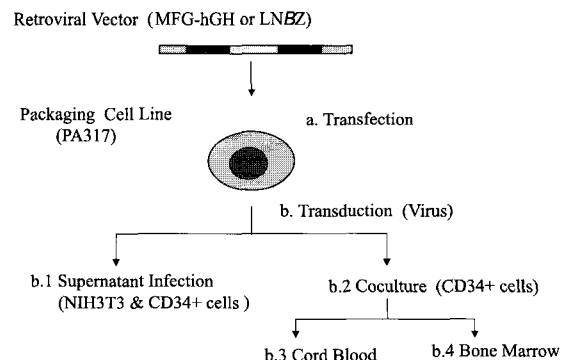 Retroviral Vector (MFG-hGH or LNBZ)
Packaging Cell Line
(PA317)
a. Transfection
b. Transduction (Virus)
b.1 Supernatant Infection
(NIH3T3 & CD34+ cells )
b.2 Coculture (CD34+ cells)
b.3 Cord Blood
b.4 Bone Marrow